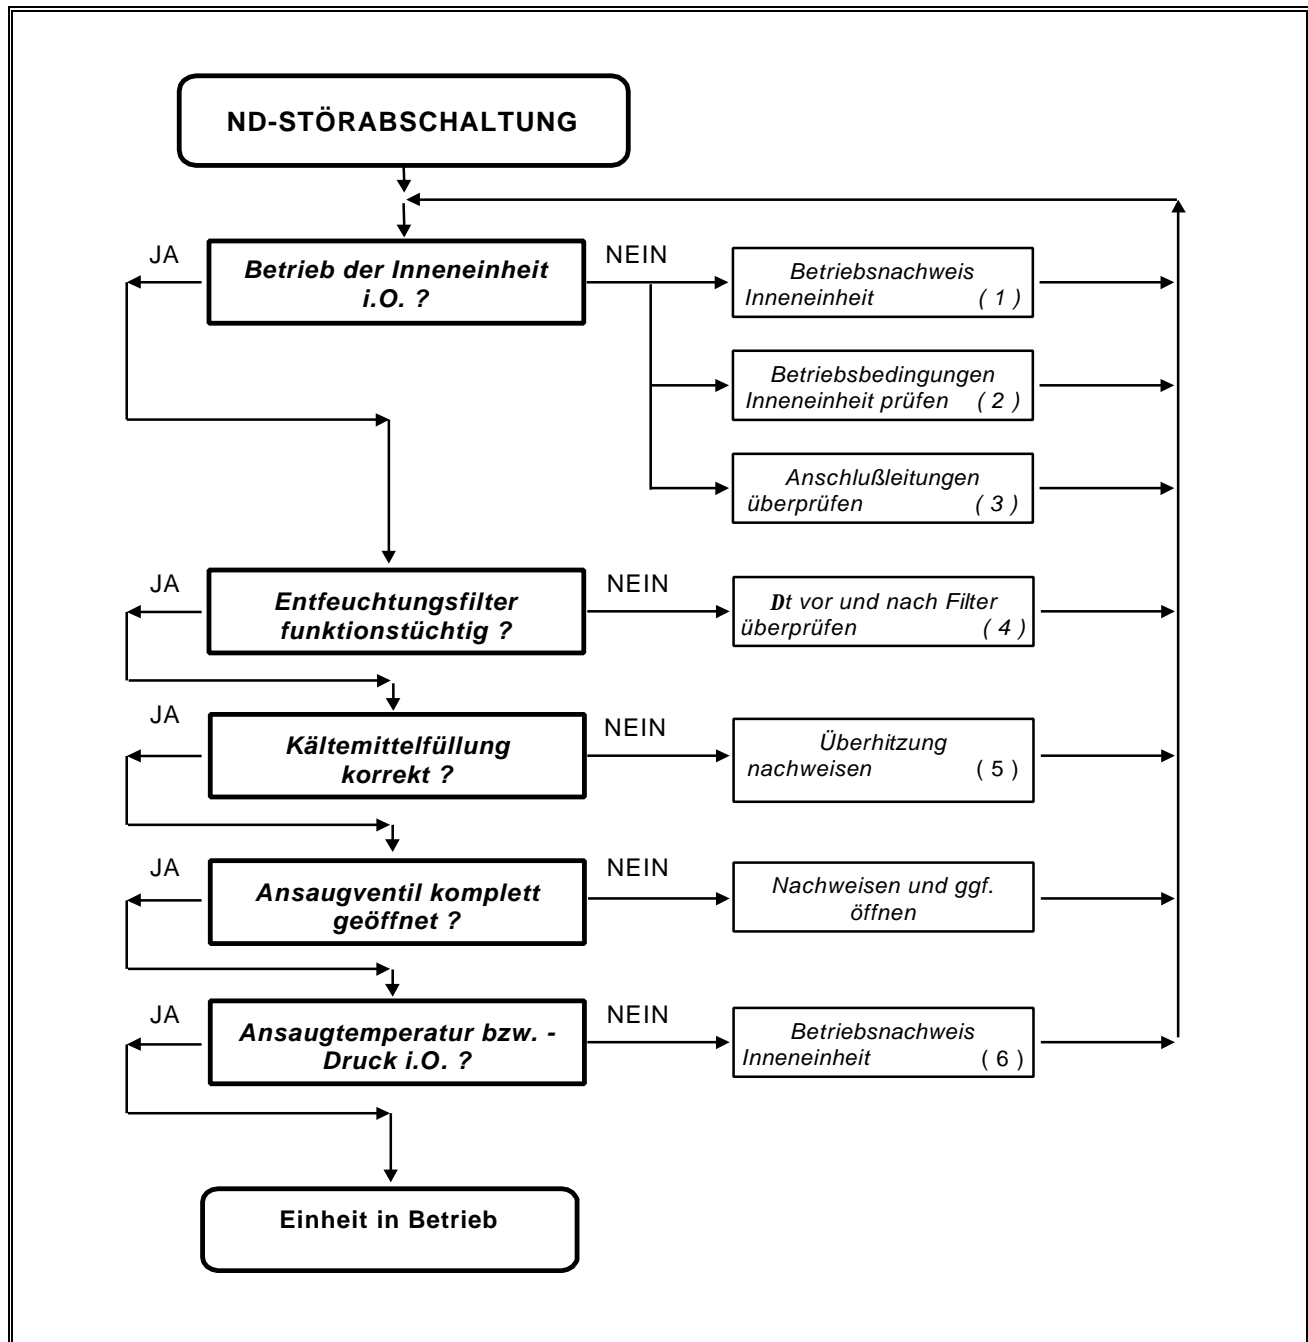 ND-STÖRABSCHALTUNG
JA
Betrieb der Inneneinheit
i.O. ?
NEIN
Betriebsnachweis
Inneneinheit ( 1 )
Betriebsbedingungen
Inneneinheit prüfen ( 2 )
Anschlußleitungen
überprüfen ( 3 )
JA
Entfeuchtungsfilter
funktionstüchtig ?
NEIN
Dt vor und nach Filter
überprüfen ( 4 )
JA
Kältemittelfüllung
korrekt ?
NEIN
Überhitzung
nachweisen ( 5 )
JA
Ansaugventil komplett
geöffnet ?
NEIN
Nachweisen und ggf.
öffnen
JA
Ansaugtemperatur bzw. -
Druck i.O. ?
NEIN
Betriebsnachweis
Inneneinheit ( 6 )
Einheit in Betrieb